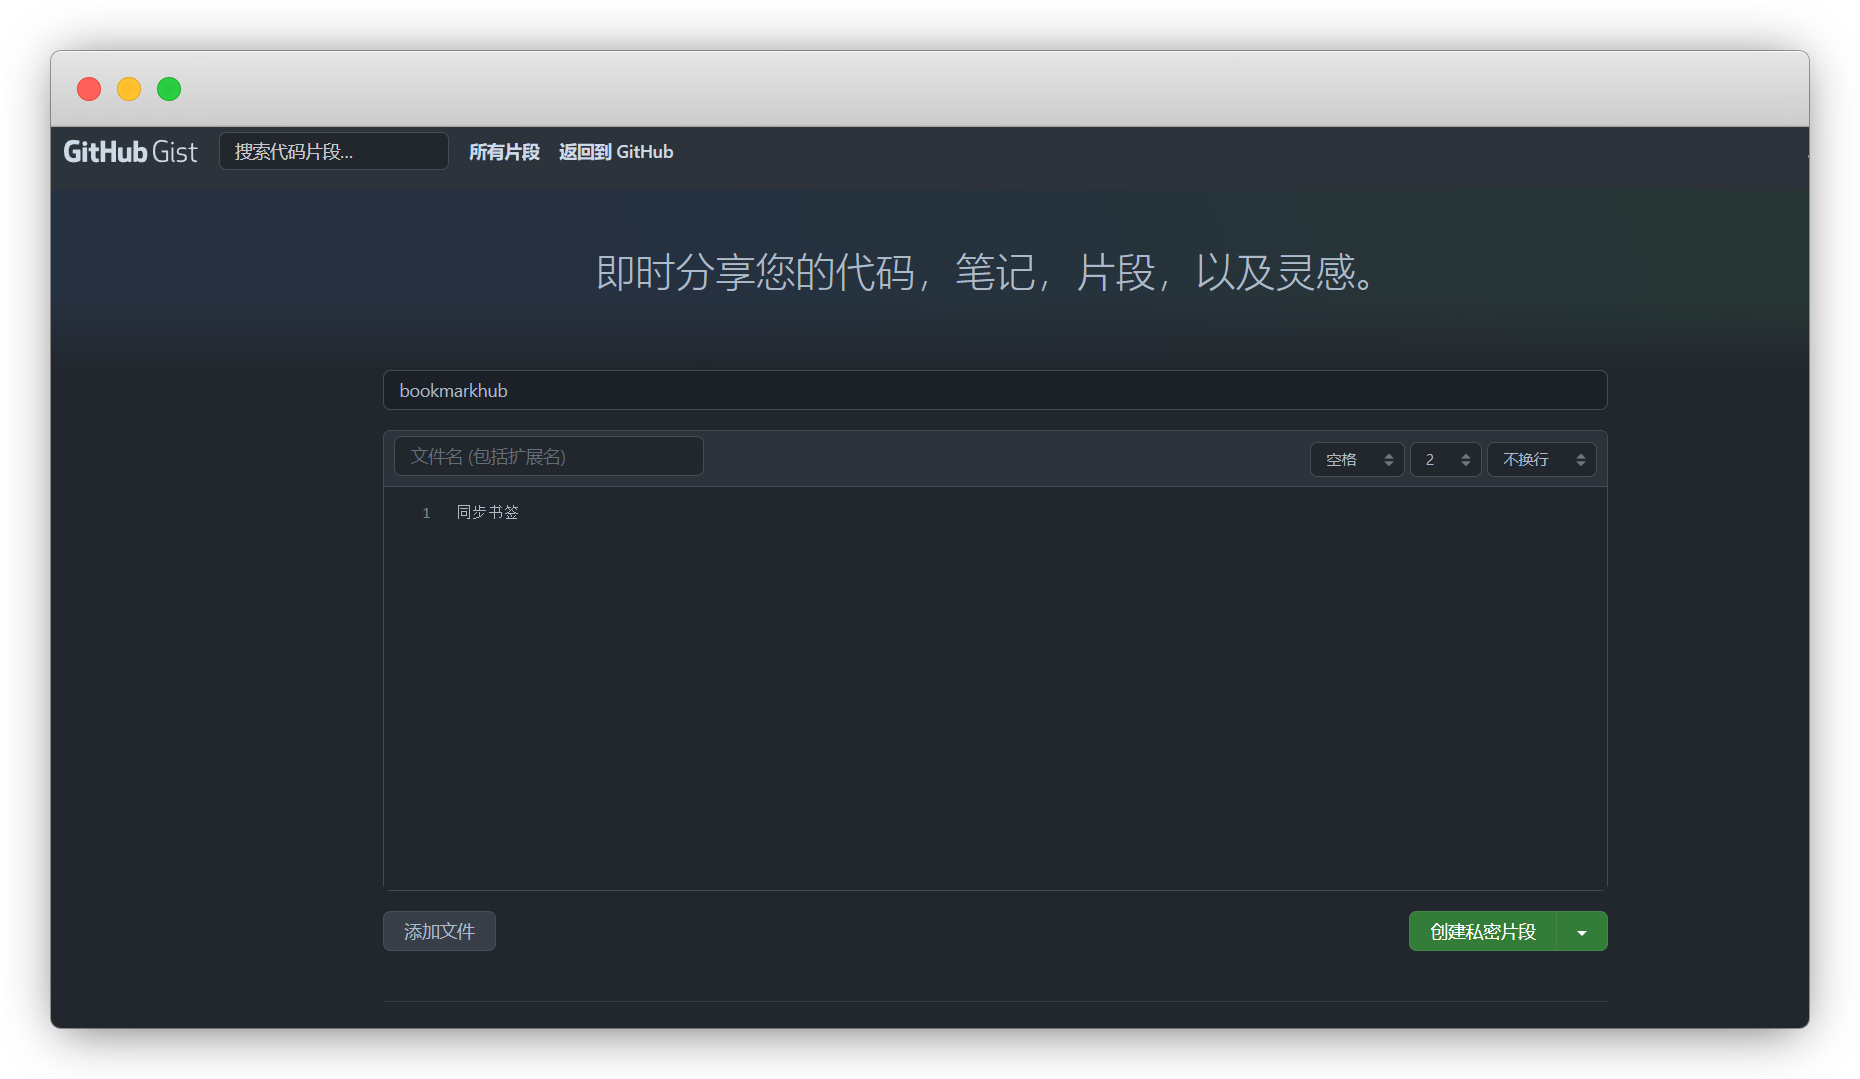 GitHub Gist 搜索代码片段... 所有片段 返回到 GitHub
即时分享您的代码，笔记，片段，以及灵感。
bookmarkhub
文件名 (包括扩展名) 空格 2 不换行
1 同步书签
添加文件 创建私密片段